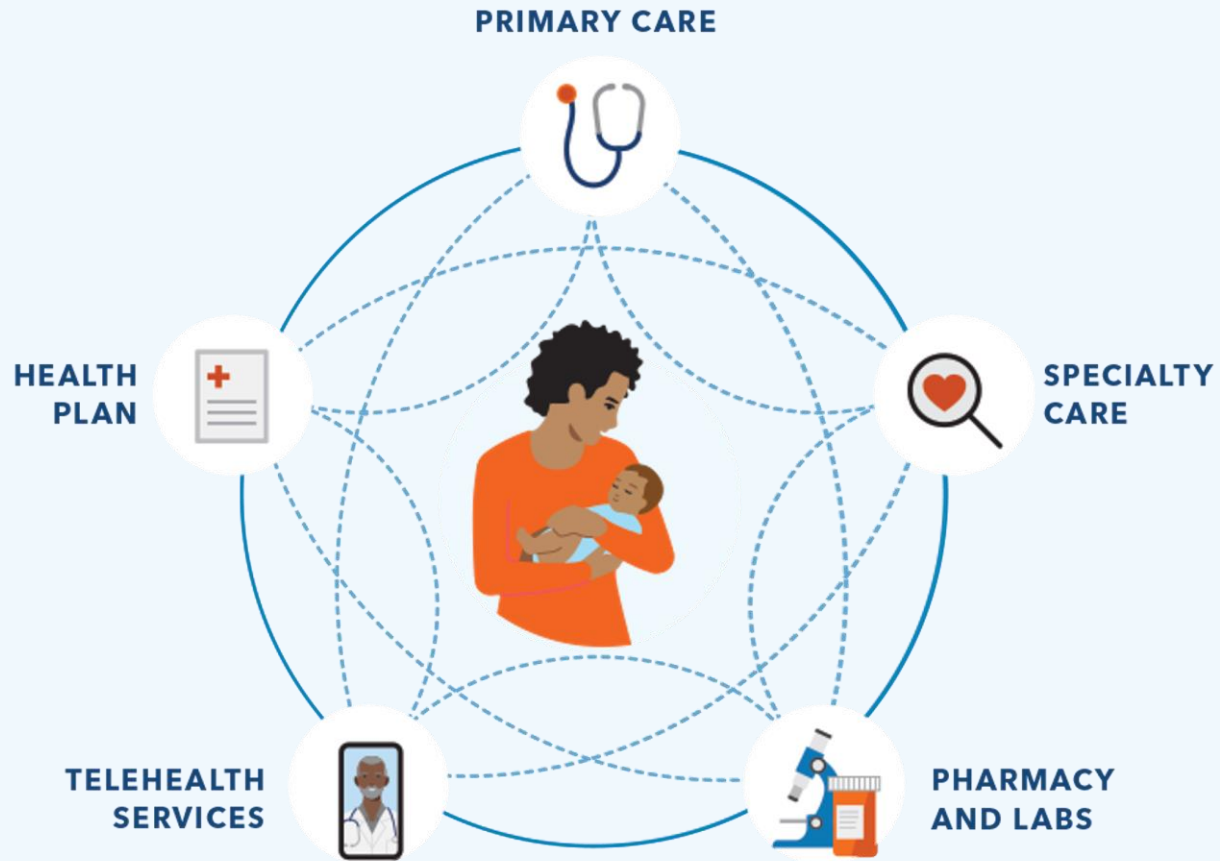 PRIMARY CARE
HEALTH
PLAN
SPECIALTY
CARE
TELEHEALTH
SERVICES
PHARMACY
AND LABS